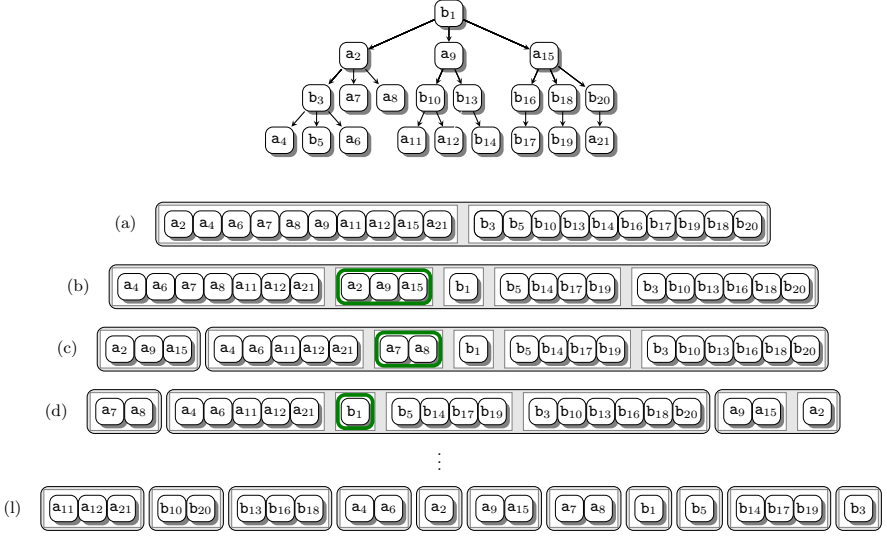 b₁
a₂ a₉ a₁₅
b₃ a₇ a₈ b₁₀ b₁₃ b₁₆ b₁₈ b₂₀
a₄ b₅ a₆ a₁₁ a₁₂ b₁₄ b₁₇ b₁₉ a₂₁
(a) a₂ a₄ a₆ a₇ a₈ a₉ a₁₁ a₁₂ a₁₅ a₂₁ b₃ b₅ b₁₀ b₁₃ b₁₄ b₁₆ b₁₇ b₁₉ b₁₈ b₂₀
(b) a₄ a₆ a₇ a₈ a₁₁ a₁₂ a₂₁ a₂ a₉ a₁₅ b₁ b₅ b₁₄ b₁₇ b₁₉ b₃ b₁₀ b₁₃ b₁₆ b₁₈ b₂₀
(c) a₂ a₉ a₁₅ a₄ a₆ a₁₁ a₁₂ a₂₁ a₇ a₈ b₁ b₅ b₁₄ b₁₇ b₁₉ b₃ b₁₀ b₁₃ b₁₆ b₁₈ b₂₀
(d) a₇ a₈ a₄ a₆ a₁₁ a₁₂ a₂₁ b₁ b₅ b₁₄ b₁₇ b₁₉ b₃ b₁₀ b₁₃ b₁₆ b₁₈ b₂₀ a₉ a₁₅ a₂
⋮
(l) a₁₁ a₁₂ a₂₁ b₁₀ b₂₀ b₁₃ b₁₆ b₁₈ a₄ a₆ a₂ a₉ a₁₅ a₇ a₈ b₁ b₅ b₁₄ b₁₇ b₁₉ b₃